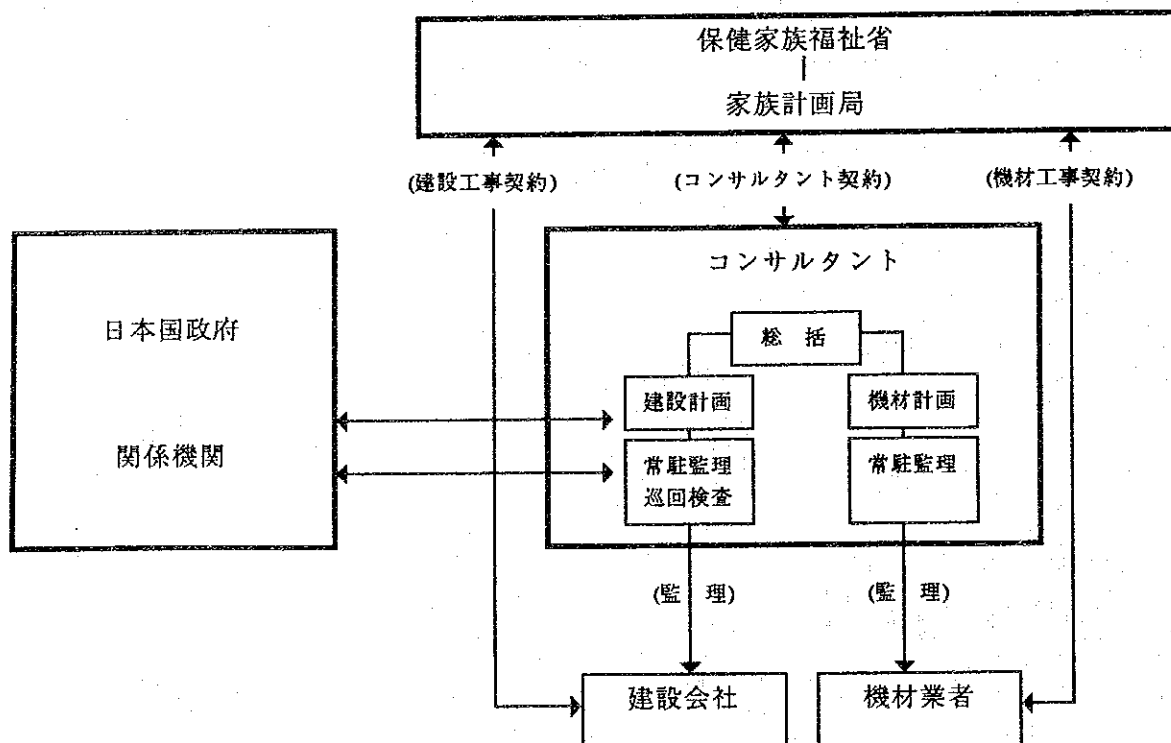 保健家族福祉省
家族計画局
(建設工事契約)
(コンサルタント契約)
(機材工事契約)
コンサルタント
日本国政府
関係機関
総 括
建設計画
機材計画
常駐監理
巡回検査
常駐監理
(監 理)
(監 理)
建設会社
機材業者